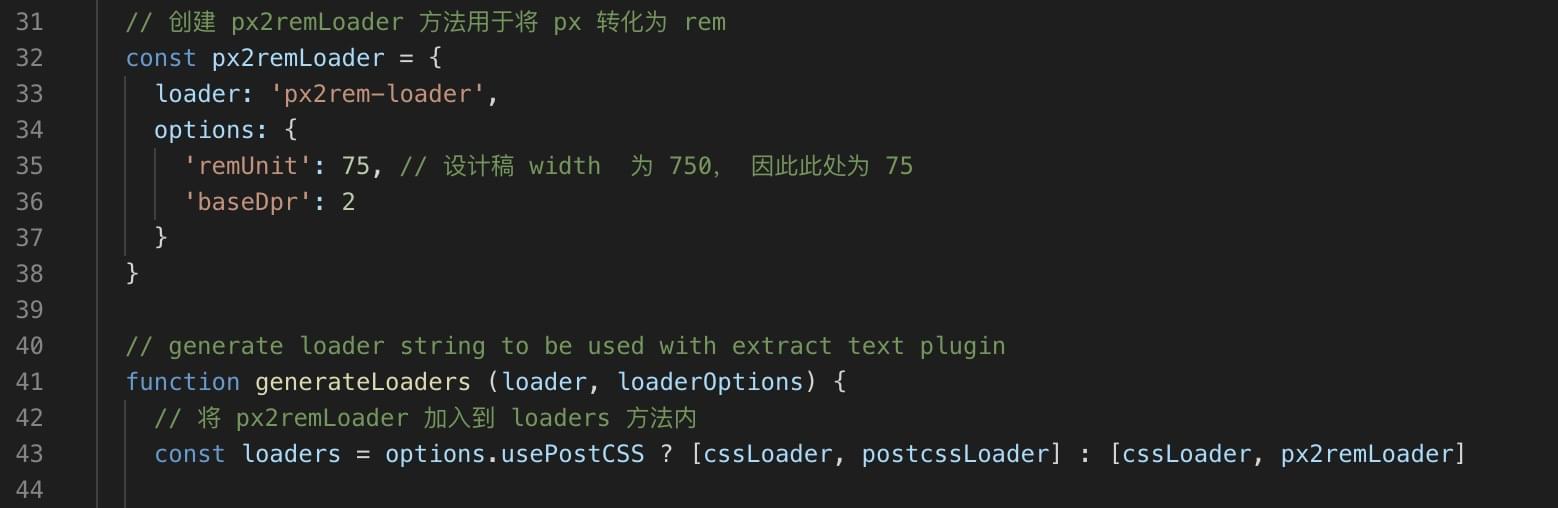 31 // 创建 px2remLoader 方法用于将 px 转化为 rem
32 const px2remLoader = {
33 loader: 'px2rem-loader',
34 options: {
35 'remUnit': 75, // 设计稿 width  为 750， 因此此处为 75
36 'baseDpr': 2
37 }
38 }
39
40 // generate loader string to be used with extract text plugin
41 function generateLoaders (loader, loaderOptions) {
42 // 将 px2remLoader 加入到 loaders 方法内
43 const loaders = options.usePostCSS ? [cssLoader, postcssLoader] : [cssLoader, px2remLoader]
44